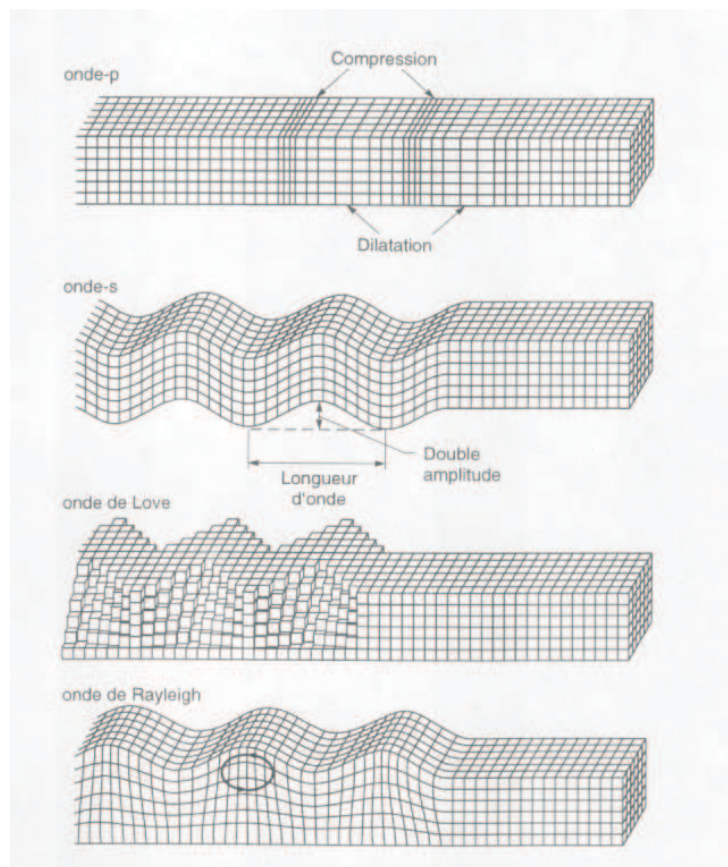 Compression
onde-p
Dilatation
onde-s
Double
amplitude
Longueur
d'onde
onde de Love
onde de Rayleigh